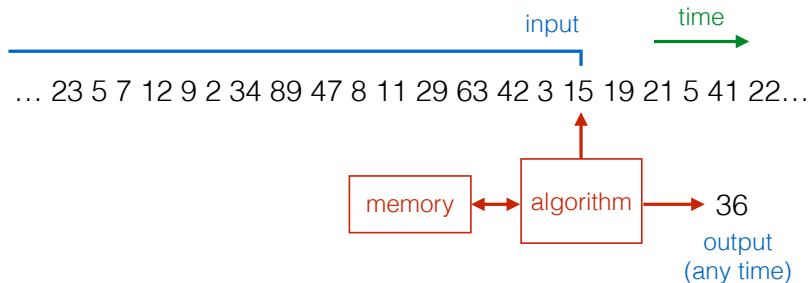 input
time
... 23 5 7 12 9 2 34 89 47 8 11 29 63 42 3 15 19 21 5 41 22...
memory
algorithm
36
output
(any time)